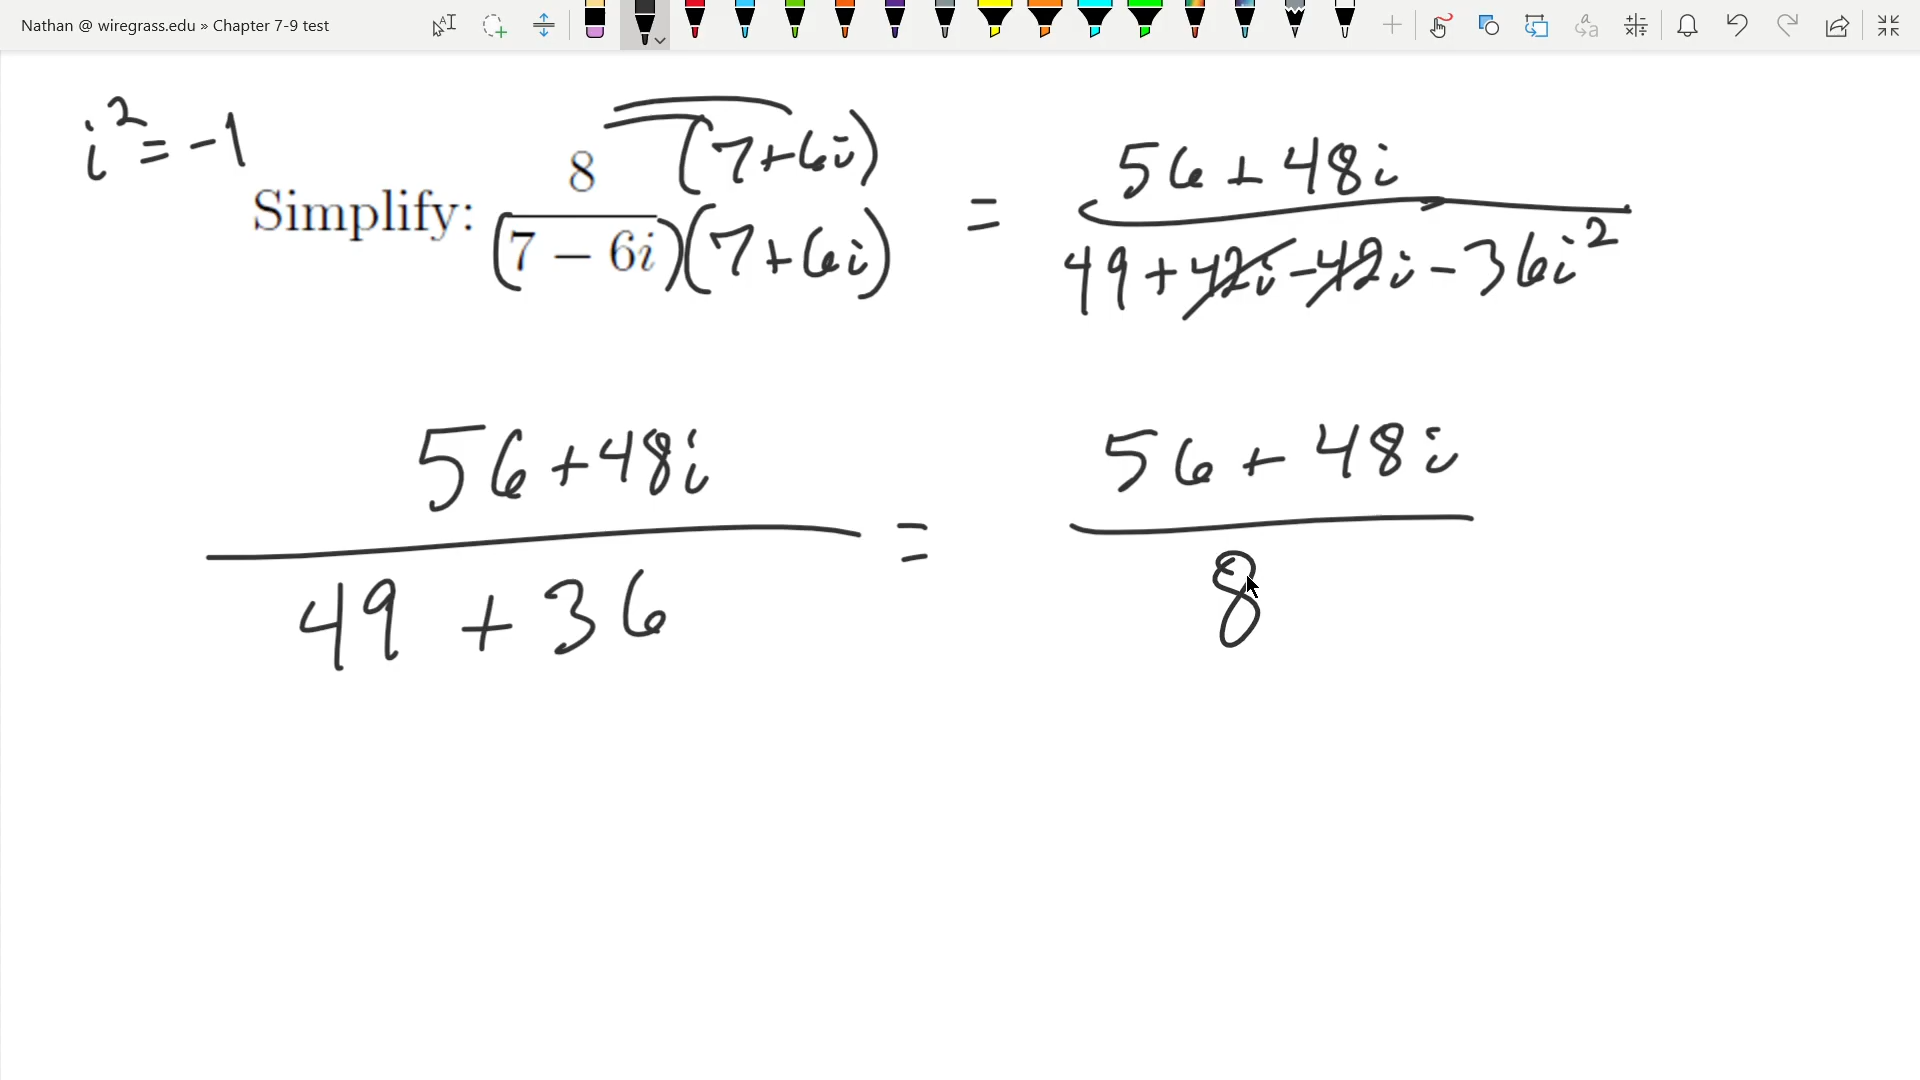 Nathan @ wiregrass.edu » Chapter 7-9 test
i² = -1
Simplify: 8 (7+6i) / (7 − 6i)(7+6i) = 56 + 48i / 49 + 42i - 42i - 36i²
56 + 48i / 49 + 36 = 56 + 48i / 8